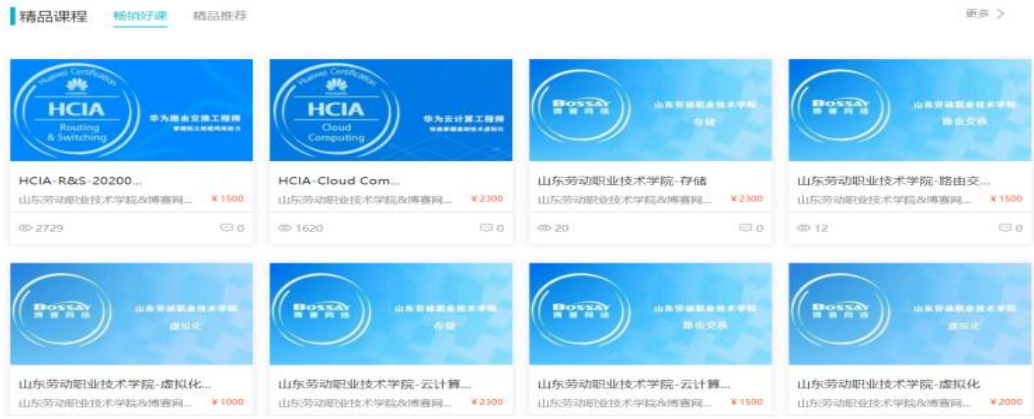 精品课程 畅销好课 精品推荐 更多
Huawei Certification
HUAWEI
HCIA
Routing
& Switching
华为路由交换工程师
HCIA-R&S-20200...
山东劳动职业技术学院&博赛网... ¥1500
2729 0
Huawei Certification
HUAWEI
HCIA
Cloud
Computing
华为云计算工程师
HCIA-Cloud Com...
山东劳动职业技术学院&博赛网... ¥2300
1620 0
BOSSAY
博赛网络
山东劳动职业技术学院
存储
山东劳动职业技术学院-存储
山东劳动职业技术学院&博赛网... ¥2300
20 0
BOSSAY
博赛网络
山东劳动职业技术学院
路由交换
山东劳动职业技术学院-路由交...
山东劳动职业技术学院&博赛网... ¥1500
12 0
BOSSAY
博赛网络
山东劳动职业技术学院
虚拟化
山东劳动职业技术学院-虚拟化...
山东劳动职业技术学院&博赛网... ¥1000
BOSSAY
博赛网络
山东劳动职业技术学院
存储
山东劳动职业技术学院-云计算...
山东劳动职业技术学院&博赛网... ¥2300
BOSSAY
博赛网络
山东劳动职业技术学院
路由交换
山东劳动职业技术学院-云计算...
山东劳动职业技术学院&博赛网... ¥1500
BOSSAY
博赛网络
山东劳动职业技术学院
虚拟化
山东劳动职业技术学院-虚拟化
山东劳动职业技术学院&博赛网... ¥2000